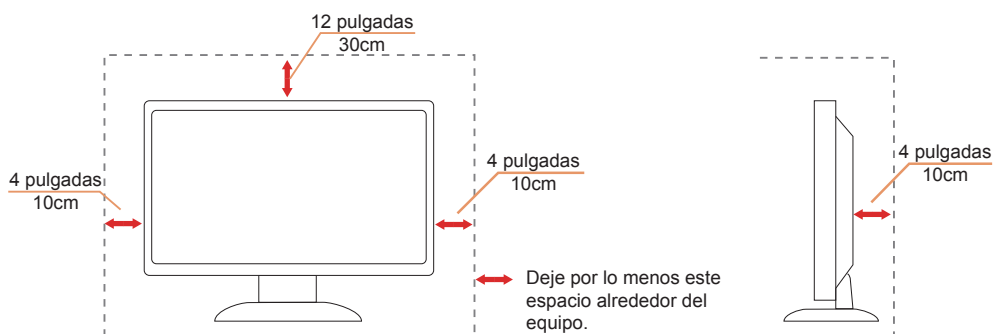 12 pulgadas
30cm
4 pulgadas
10cm
4 pulgadas
10cm
4 pulgadas
10cm
Deje por lo menos este
espacio alrededor del
equipo.